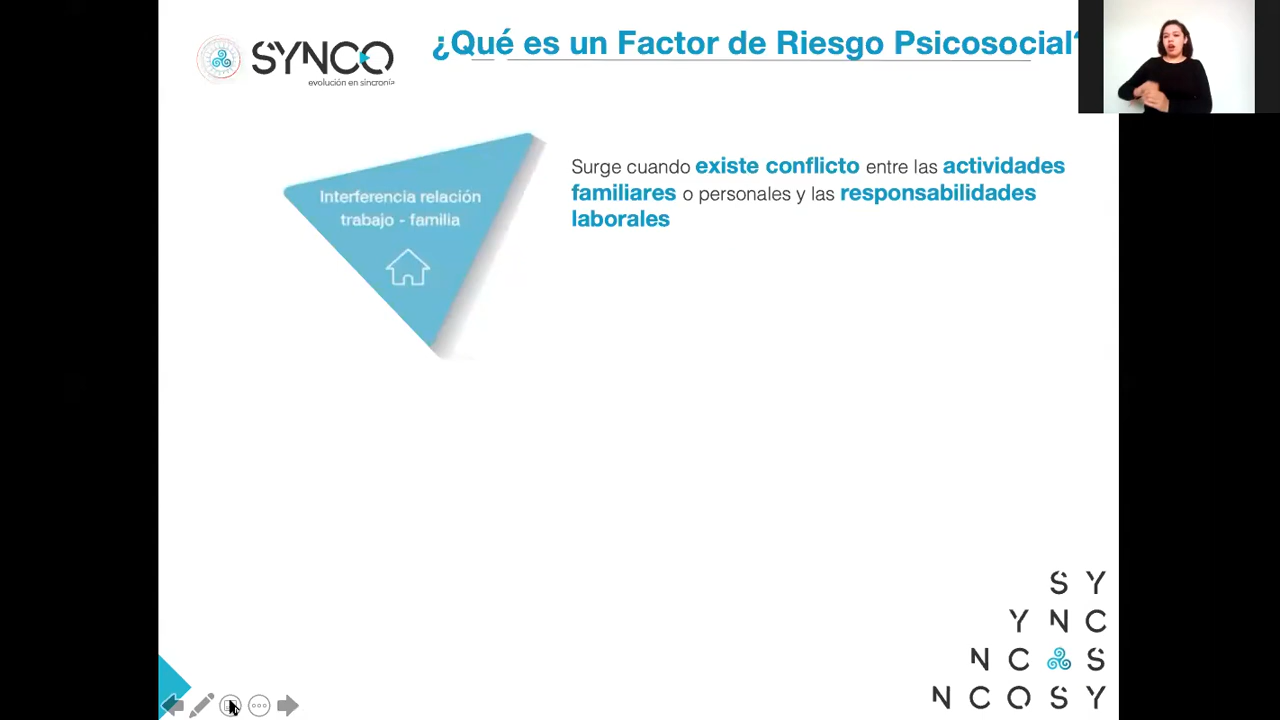 SYNCO
evolución en sincronía
¿Qué es un Factor de Riesgo Psicosocial?
Interferencia relación
trabajo - familia
Surge cuando existe conflicto entre las actividades
familiares o personales y las responsabilidades
laborales
S Y
Y N C
N C S
N C O S Y